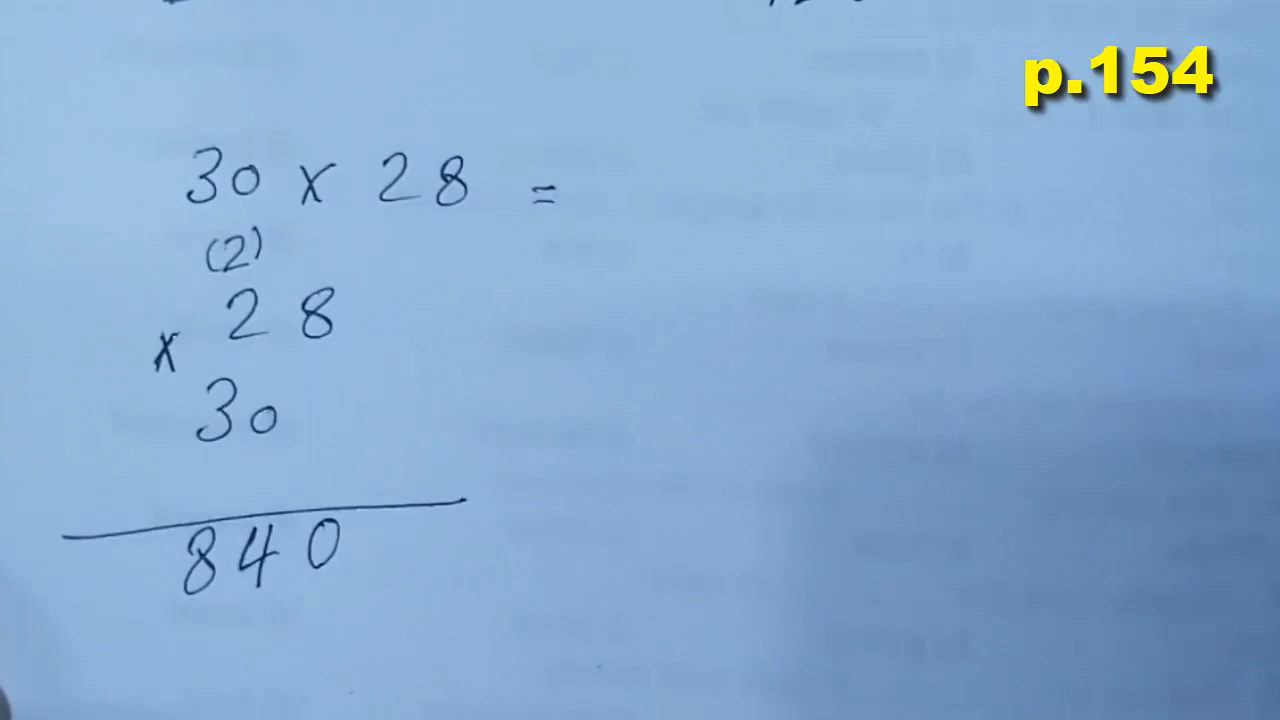 p.154
30 x 28 =
(2)
28
x
30
840